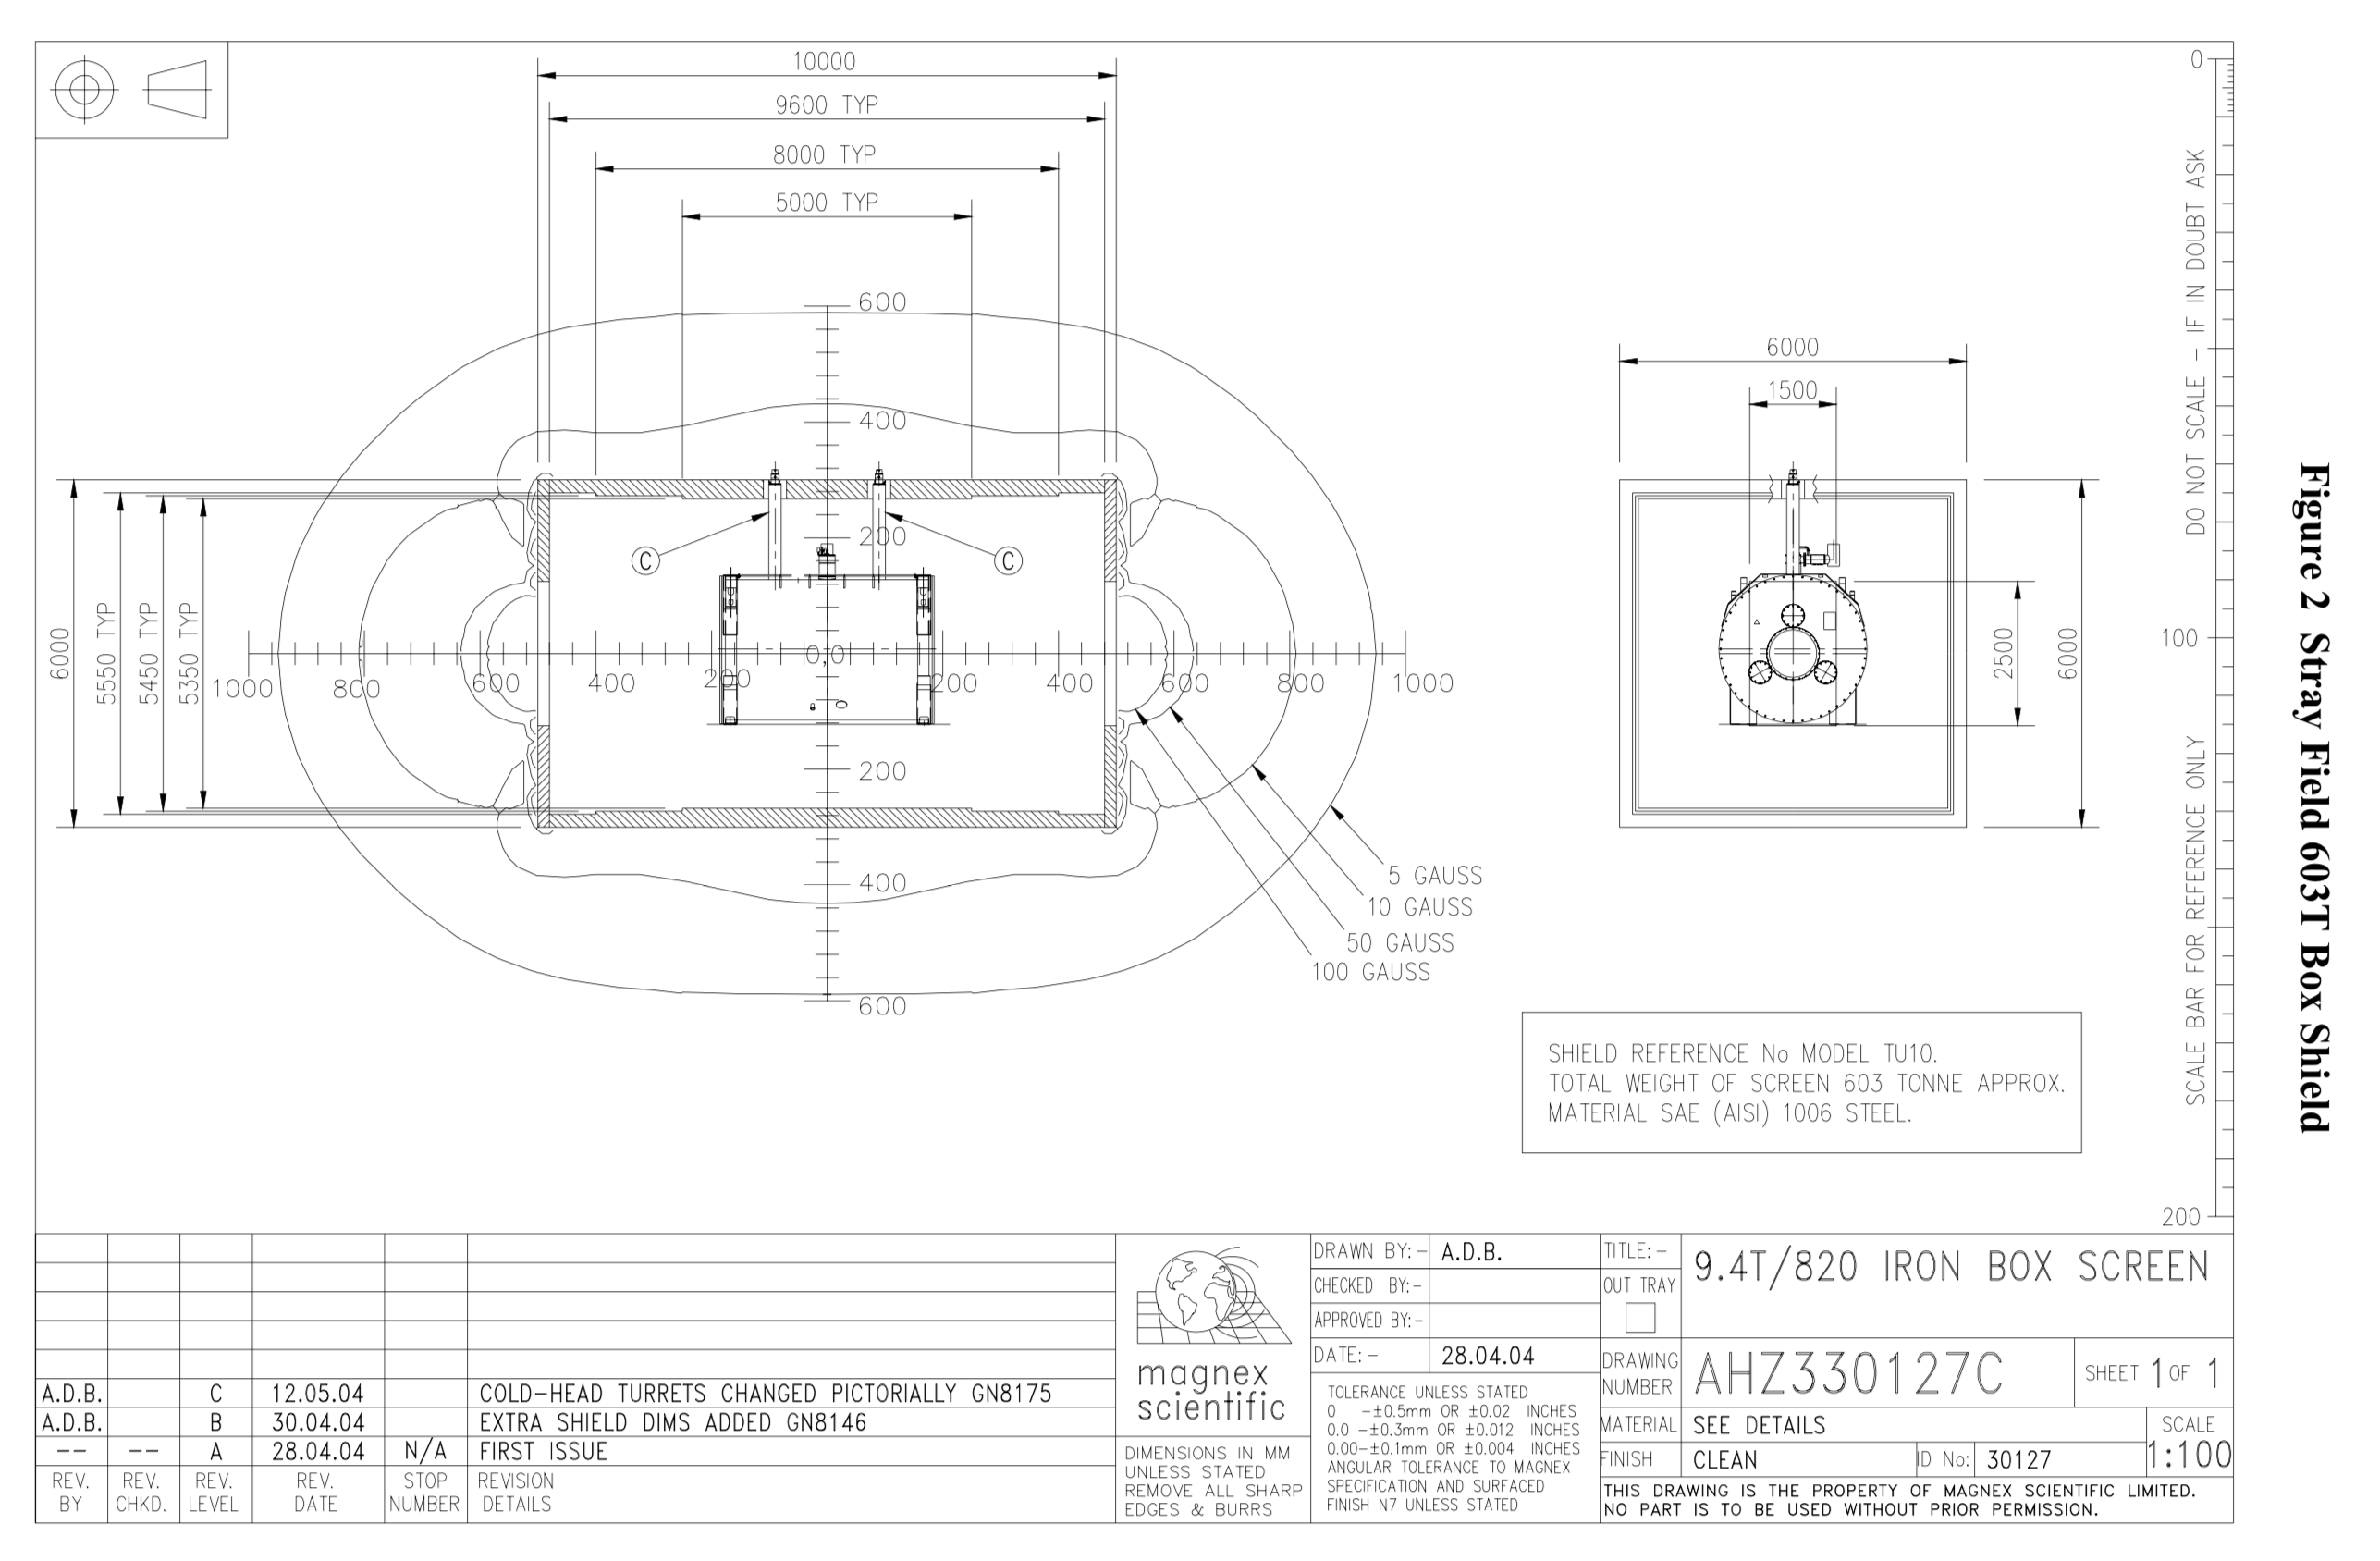 10000
9600 TYP
8000 TYP
5000 TYP
600
400
200
0,0
200
400
600
1000
800
600
400
200
200
400
600
800
1000
6000
5550 TYP
5450 TYP
5350 TYP
C
C
5 GAUSS
10 GAUSS
50 GAUSS
100 GAUSS
6000
1500
2500
6000
0
100
200
DO NOT SCALE - IF IN DOUBT ASK
SCALE BAR FOR REFERENCE ONLY
Figure 2 Stray Field 603T Box Shield
SHIELD REFERENCE No MODEL TU10.
TOTAL WEIGHT OF SCREEN 603 TONNE APPROX.
MATERIAL SAE (AISI) 1006 STEEL.
A.D.B. C 12.05.04 COLD-HEAD TURRETS CHANGED PICTORIALLY GN8175
A.D.B. B 30.04.04 EXTRA SHIELD DIMS ADDED GN8146
-- -- A 28.04.04 N/A FIRST ISSUE
REV. BY
REV. CHKD.
REV. LEVEL
REV. DATE
STOP NUMBER
REVISION DETAILS
magnex
scientific
DIMENSIONS IN MM
UNLESS STATED
REMOVE ALL SHARP
EDGES & BURRS
DRAWN BY:- A.D.B.
CHECKED BY:-
APPROVED BY:-
DATE:- 28.04.04
TOLERANCE UNLESS STATED
0 -±0.5mm OR ±0.02 INCHES
0.0 -±0.3mm OR ±0.012 INCHES
0.00-±0.1mm OR ±0.004 INCHES
ANGULAR TOLERANCE TO MAGNEX
SPECIFICATION AND SURFACED
FINISH N7 UNLESS STATED
TITLE:- 9.4T/820 IRON BOX SCREEN
OUT TRAY
DRAWING NUMBER AHZ330127C SHEET 1 OF 1
MATERIAL SEE DETAILS
SCALE 1:100
FINISH CLEAN ID No: 30127
THIS DRAWING IS THE PROPERTY OF MAGNEX SCIENTIFIC LIMITED.
NO PART IS TO BE USED WITHOUT PRIOR PERMISSION.